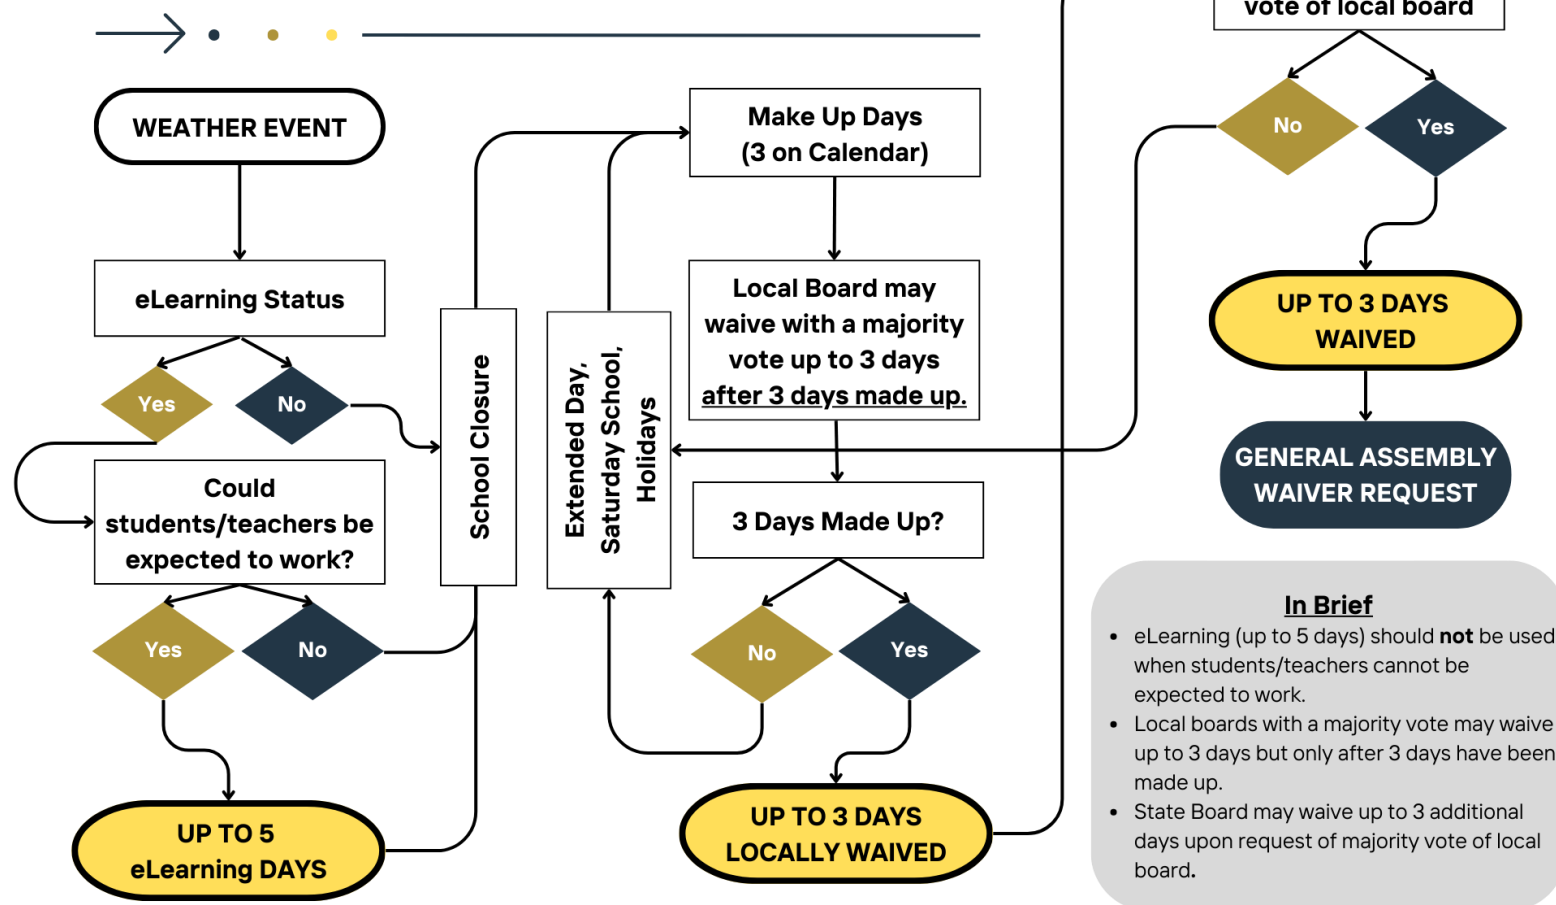 WEATHER EVENT
eLearning Status
Yes
No
Could
students/teachers be
expected to work?
Yes
No
UP TO 5
eLearning DAYS
School Closure
Extended Day,
Saturday School,
Holidays
Make Up Days
(3 on Calendar)
Local Board may
waive with a majority
vote up to 3 days
after 3 days made up.
3 Days Made Up?
No
Yes
UP TO 3 DAYS
LOCALLY WAIVED
vote of local board
No
Yes
UP TO 3 DAYS
WAIVED
GENERAL ASSEMBLY
WAIVER REQUEST
In Brief
• eLearning (up to 5 days) should not be used
when students/teachers cannot be
expected to work.
• Local boards with a majority vote may waive
up to 3 days but only after 3 days have been
made up.
• State Board may waive up to 3 additional
days upon request of majority vote of local
board.